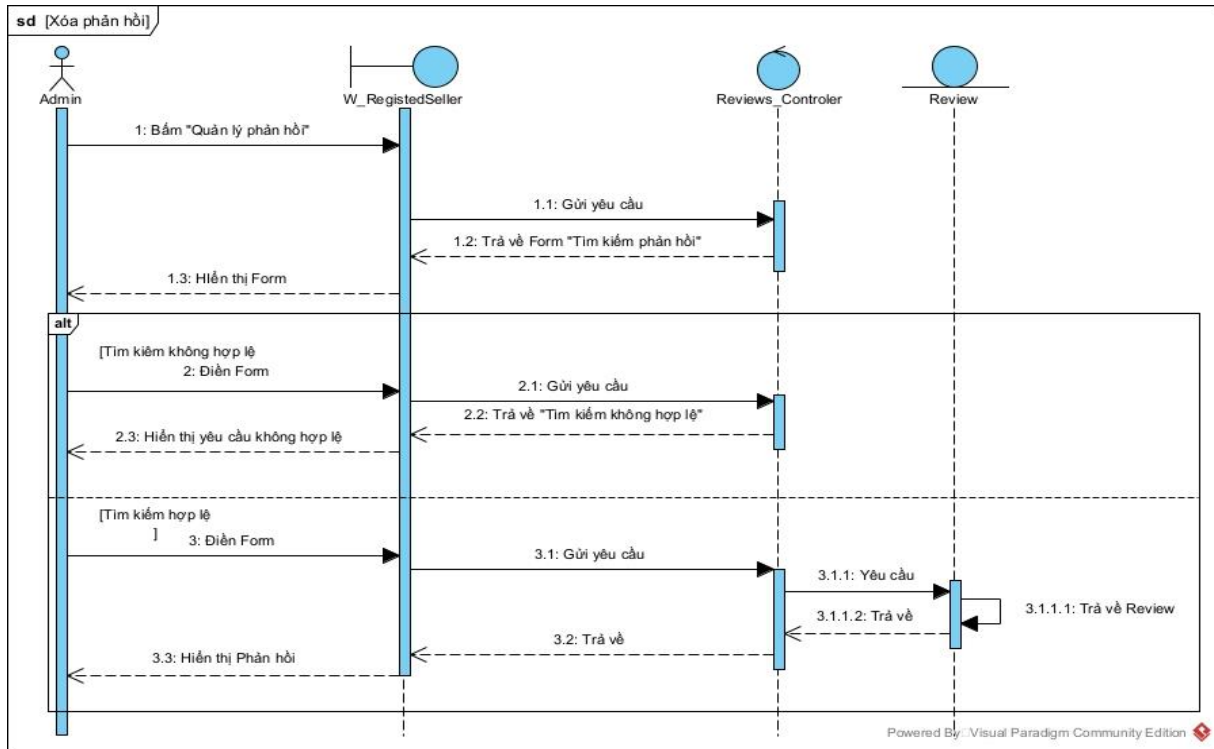 sd [Xóa phản hồi]
Admin
W_RegistedSeller
Reviews_Controler
Review
1: Bấm "Quản lý phản hồi"
1.1: Gửi yêu cầu
1.2: Trả về Form "Tìm kiếm phản hồi"
1.3: HIển thị Form
alt
[Tìm kiêm không hợp lệ
2: Điền Form
2.1: Gửi yêu cầu
2.2: Trả về "Tìm kiếm không hợp lệ"
2.3: Hiển thị yêu cầu không hợp lệ
[Tìm kiếm hợp lệ
]
3: Điền Form
3.1: Gửi yêu cầu
3.1.1: Yêu cầu
3.1.1.1: Trả về Review
3.1.1.2: Trả về
3.2: Trả về
3.3: Hiển thị Phản hồi
Powered By Visual Paradigm Community Edition